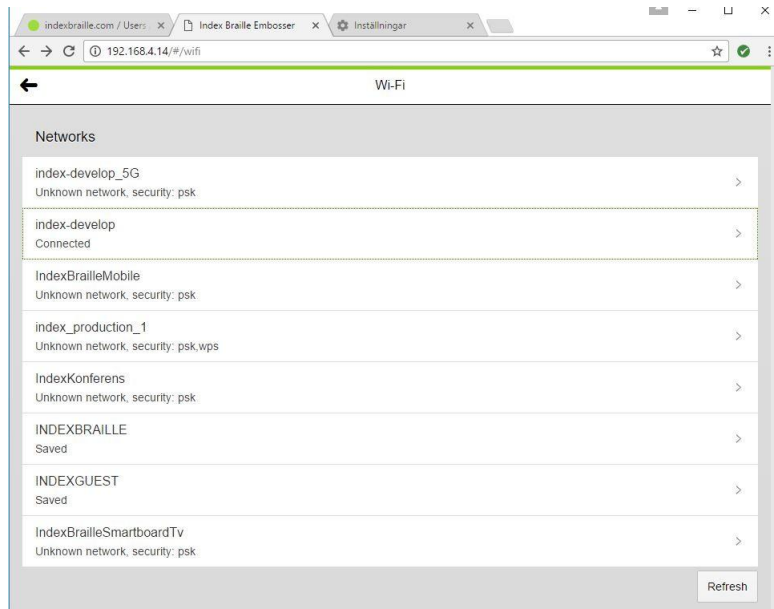 indexbraille.com / Users
Index Braille Embosser
Inställningar
192.168.4.14/#/wifi
Wi-Fi
Networks
index-develop_5G
Unknown network, security: psk
index-develop
Connected
IndexBrailleMobile
Unknown network, security: psk
index_production_1
Unknown network, security: psk,wps
IndexKonferens
Unknown network, security: psk
INDEXBRAILLE
Saved
INDEXGUEST
Saved
IndexBrailleSmartboardTv
Unknown network, security: psk
Refresh